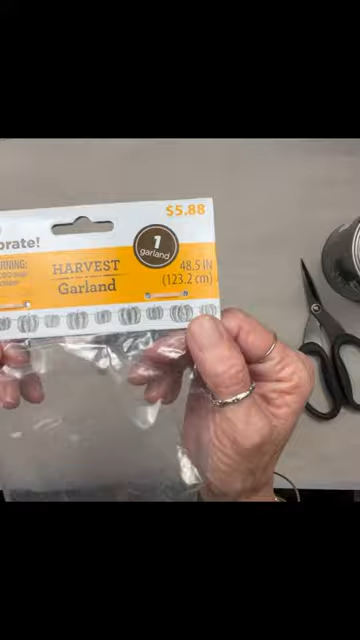 $5.88
brate!
1
garland
RNING:
HARVEST
Garland
48.5 IN
(123.2 cm)